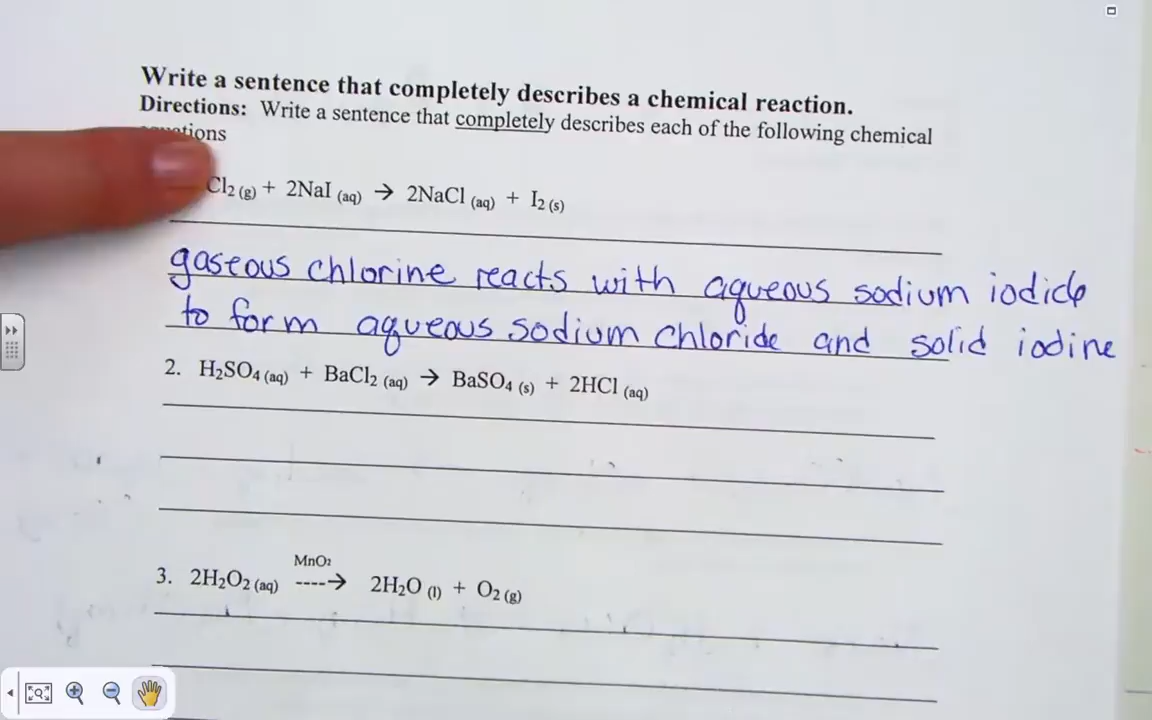 Write a sentence that completely describes a chemical reaction.
Directions: Write a sentence that completely describes each of the following chemical
Cl₂ (g) + 2NaI (aq) → 2NaCl (aq) + I₂ (s)
gaseous chlorine reacts with aqueous sodium iodide
to form aqueous sodium chloride and solid iodine
2. H₂SO₄ (aq) + BaCl₂ (aq) → BaSO₄ (s) + 2HCl (aq)
MnO₂
3. 2H₂O₂ (aq) ----→ 2H₂O (l) + O₂ (g)